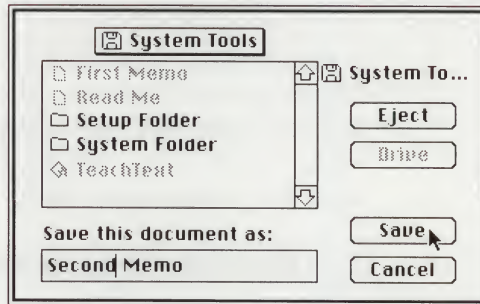 System Tools
First Memo
Read Me
Setup Folder
System Folder
TeachText
System To...
Eject
Drive
Save this document as:
Second Memo
Save
Cancel